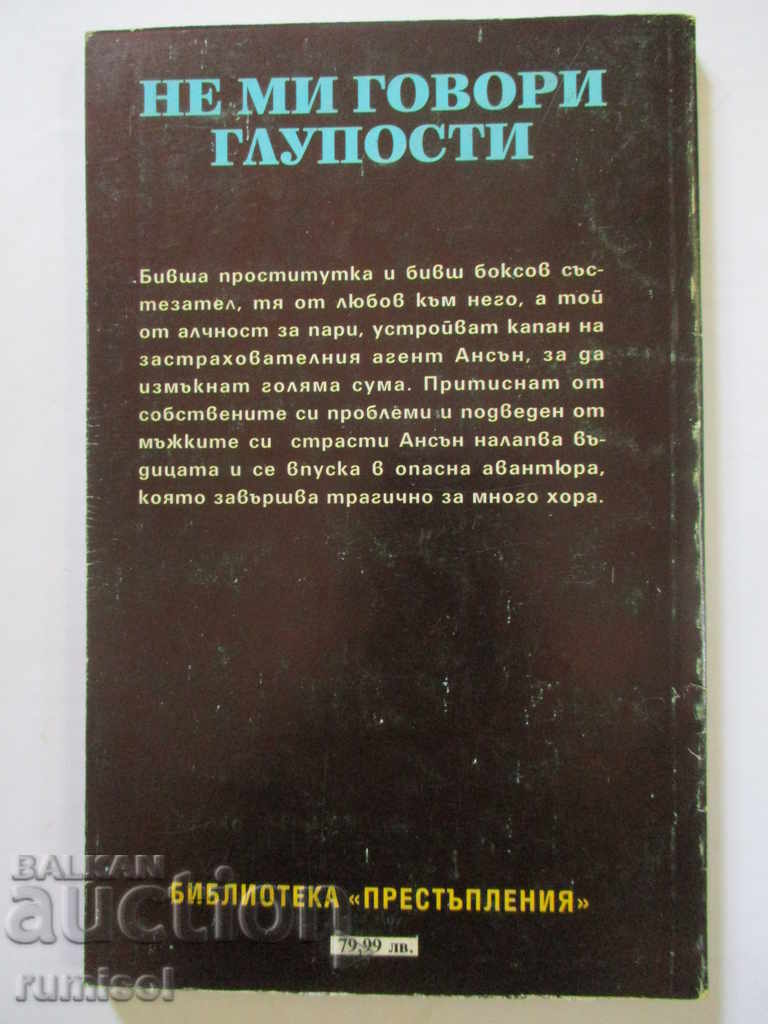 НЕ МИ ГОВОРИ
ГЛУПОСТИ
Бивша проститутка и бивш боксов със-
тезател, тя от любов към него, а той
от алчност за пари, устройват капан на
застрахователния агент Ансън, за да
измъкнат голяма сума. Притиснат от
собствените си проблеми и подведен от
мъжките си страсти Ансън налапва въ-
дицата и се впуска в опасна авантюра,
която завършва трагично за много хора.
БИБЛИОТЕКА «ПРЕСТЪПЛЕНИЯ»
79,99 лв.
BALKAN
auction
rumisol